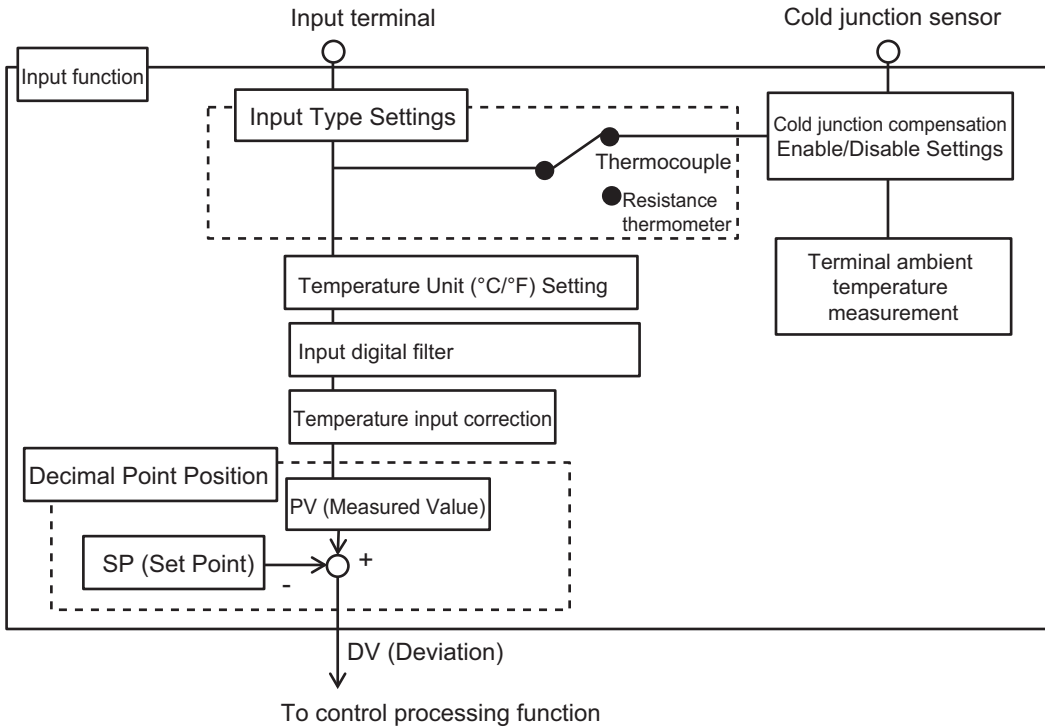 Input terminal
Cold junction sensor
Input function
Input Type Settings
Cold junction compensation
Enable/Disable Settings
Thermocouple
Resistance
thermometer
Terminal ambient
temperature
measurement
Temperature Unit (°C/°F) Setting
Input digital filter
Temperature input correction
Decimal Point Position
PV (Measured Value)
SP (Set Point)
+
-
DV (Deviation)
To control processing function